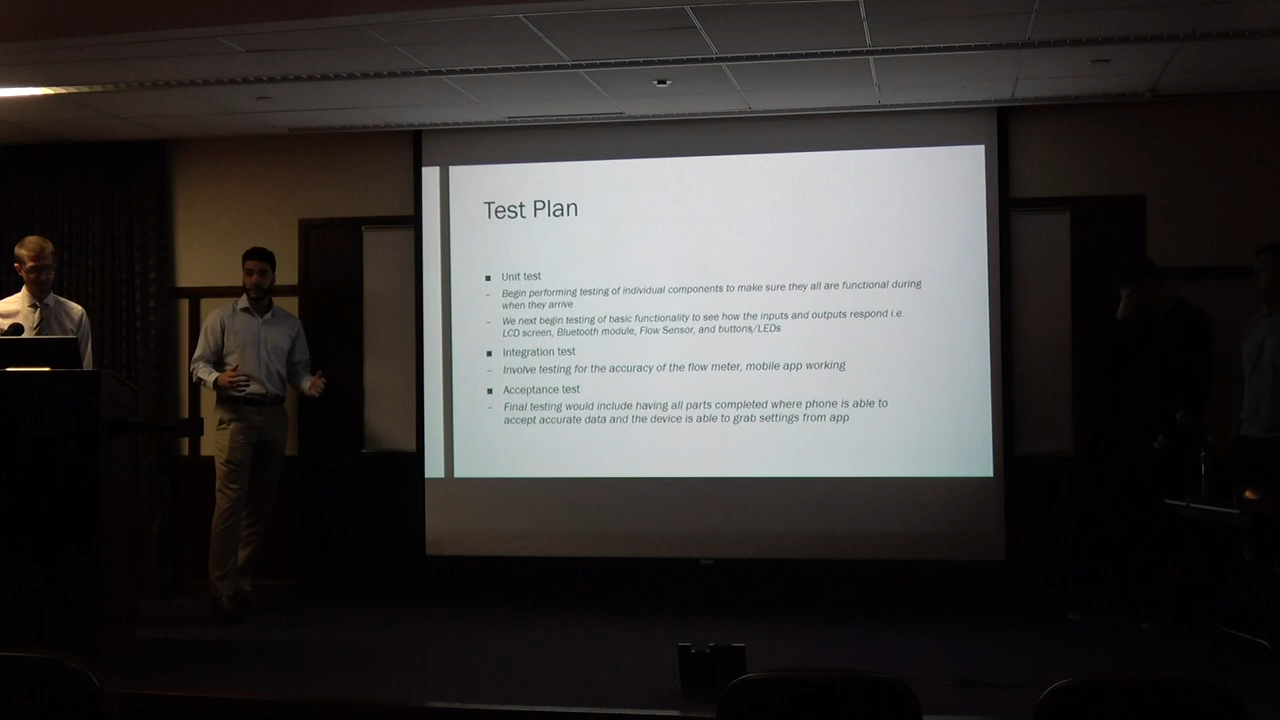 Test Plan
■ Unit test
– Begin performing testing of individual components to make sure they all are functional during
when they arrive
– We next begin testing of basic functionality to see how the inputs and outputs respond i.e.
LCD screen, Bluetooth module, Flow Sensor, and buttons/LEDs
■ Integration test
– Involve testing for the accuracy of the flow meter, mobile app working
■ Acceptance test
– Final testing would include having all parts completed where phone is able to
accept accurate data and the device is able to grab settings from app